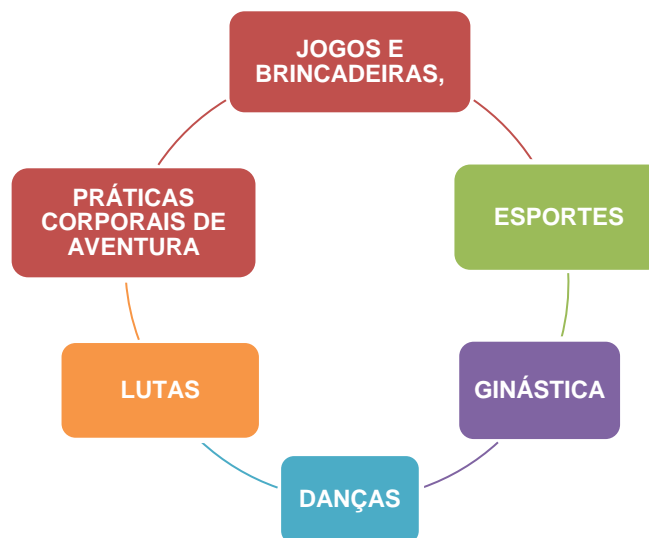 JOGOS E
BRINCADEIRAS,
ESPORTES
GINÁSTICA
DANÇAS
LUTAS
PRÁTICAS
CORPORAIS DE
AVENTURA